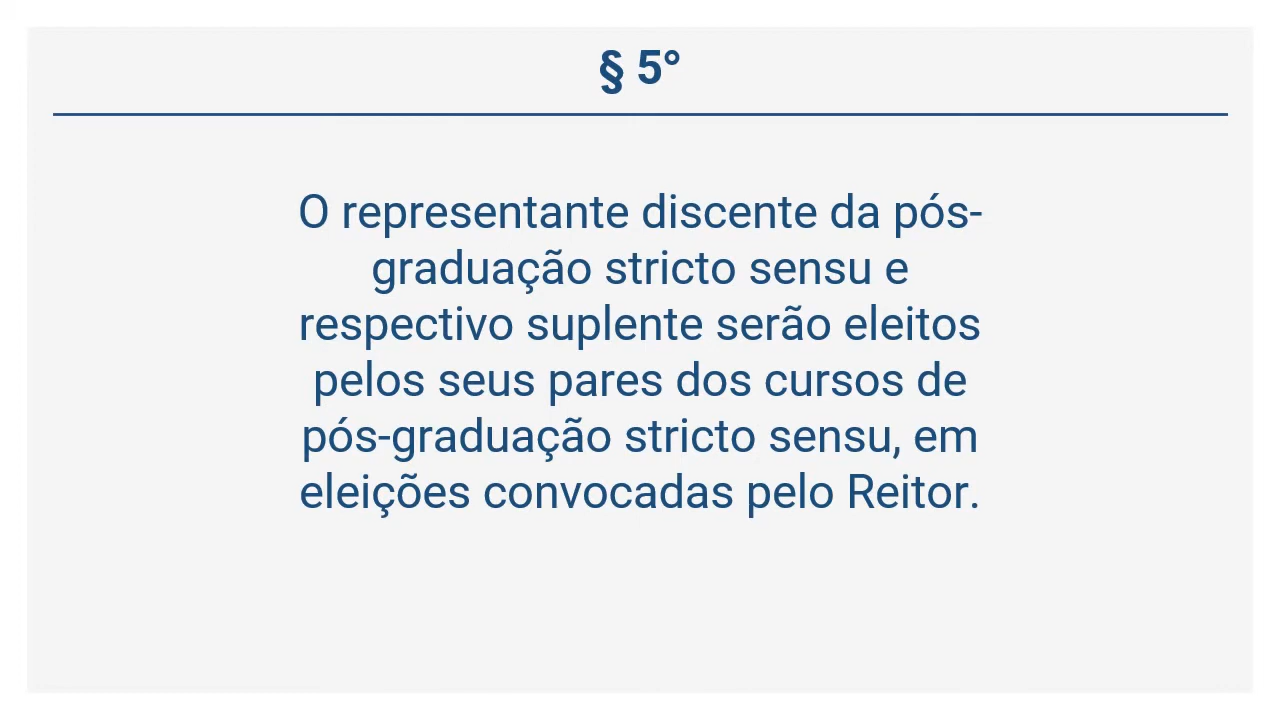 § 5°
O representante discente da pós-
graduação stricto sensu e
respectivo suplente serão eleitos
pelos seus pares dos cursos de
pós-graduação stricto sensu, em
eleições convocadas pelo Reitor.